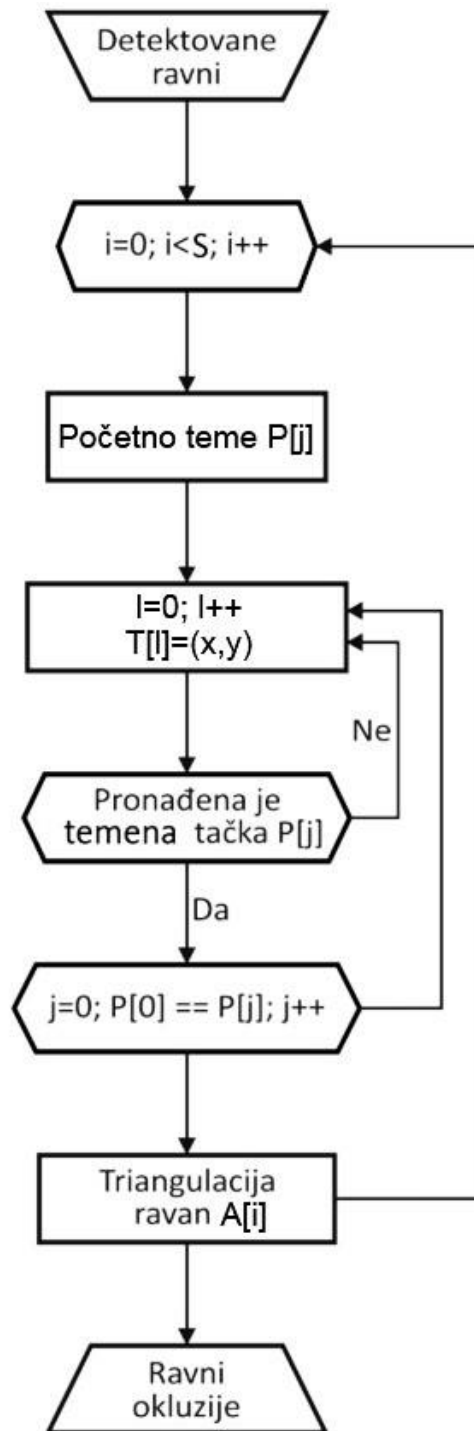 Detektovane
ravni
i=0; i<S; i++
Početno teme P[j]
l=0; l++
T[l]=(x,y)
Ne
Pronađena je
temena tačka P[j]
Da
j=0; P[0] == P[j]; j++
Triangulacija
ravan A[i]
Ravni
okluzije